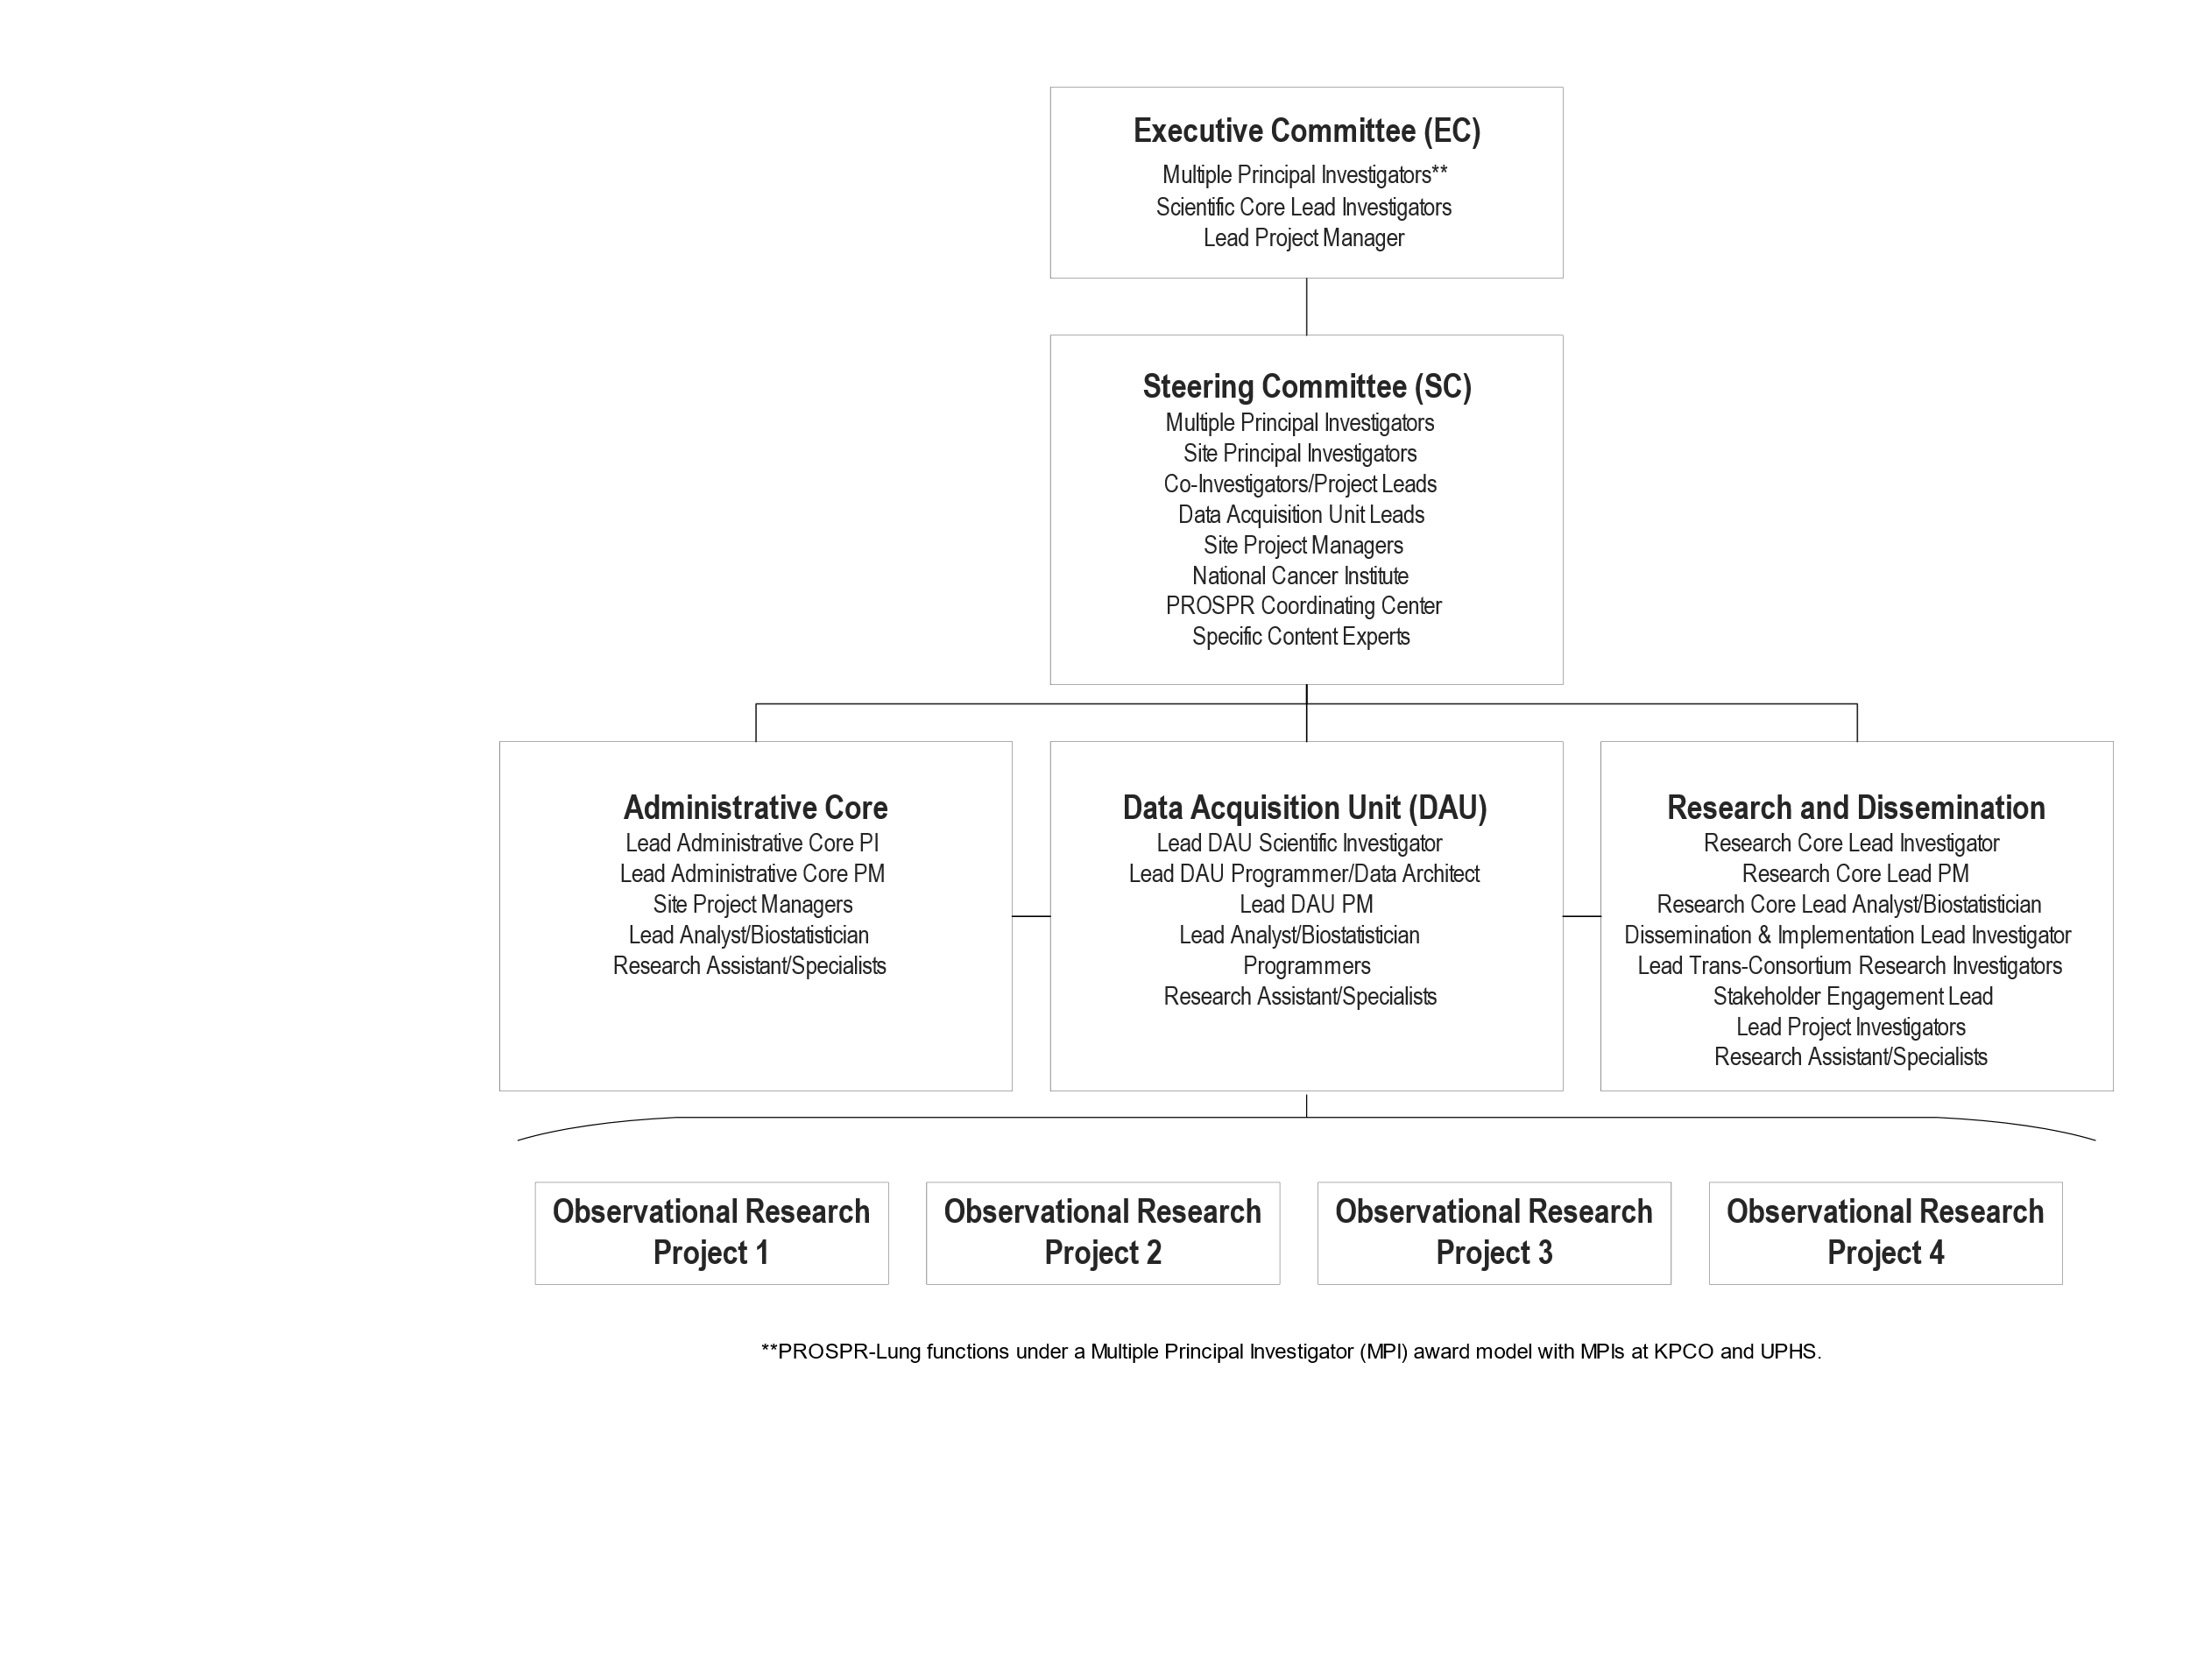 Executive Committee (EC)
Multiple Principal Investigators**
Scientific Core Lead Investigators
Lead Project Manager
Steering Committee (SC)
Multiple Principal Investigators
Site Principal Investigators
Co-Investigators/Project Leads
Data Acquisition Unit Leads
Site Project Managers
National Cancer Institute
PROSPR Coordinating Center
Specific Content Experts
Administrative Core
Lead Administrative Core PI
Lead Administrative Core PM
Site Project Managers
Lead Analyst/Biostatistician
Research Assistant/Specialists
Data Acquisition Unit (DAU)
Lead DAU Scientific Investigator
Lead DAU Programmer/Data Architect
Lead DAU PM
Lead Analyst/Biostatistician
Programmers
Research Assistant/Specialists
Research and Dissemination
Research Core Lead Investigator
Research Core Lead PM
Research Core Lead Analyst/Biostatistician
Dissemination & Implementation Lead Investigator
Lead Trans-Consortium Research Investigators
Stakeholder Engagement Lead
Lead Project Investigators
Research Assistant/Specialists
Observational Research
Project 1
Observational Research
Project 2
Observational Research
Project 3
Observational Research
Project 4
**PROSPR-Lung functions under a Multiple Principal Investigator (MPI) award model with MPIs at KPCO and UPHS.